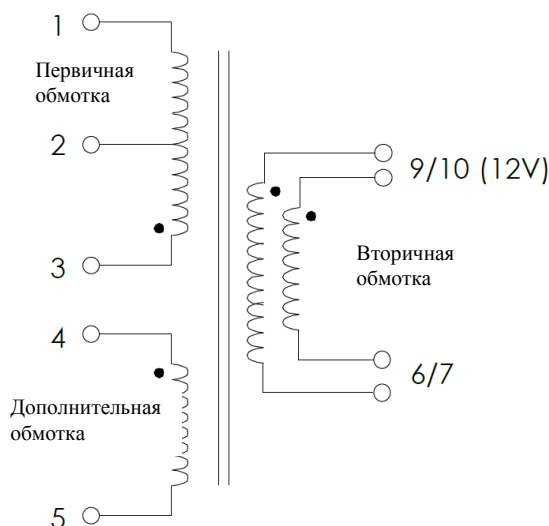 1
Первичная
обмотка
2
3
4
Дополнительная
обмотка
5
9/10 (12V)
Вторичная
обмотка
6/7